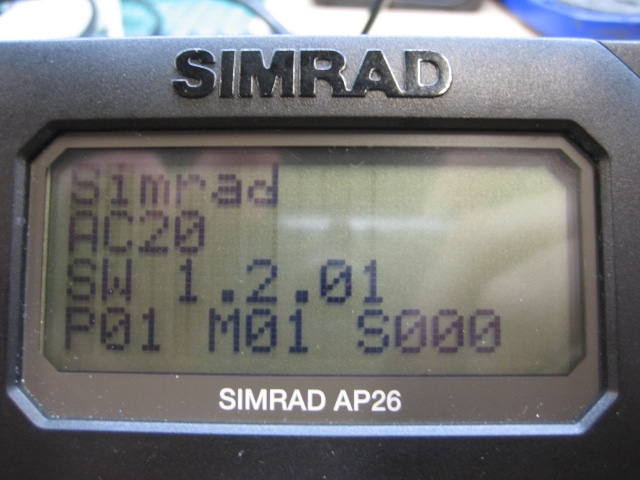 SIMRAD
Simrad
AC20
SW 1.2.01
P01 M01 S000
SIMRAD AP26